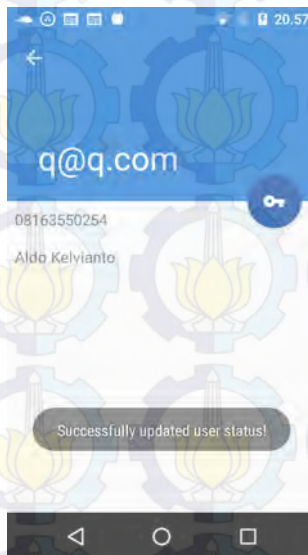 20.57
q@q.com
08163550254
Aldo Kelvianto
Successfully updated user status!